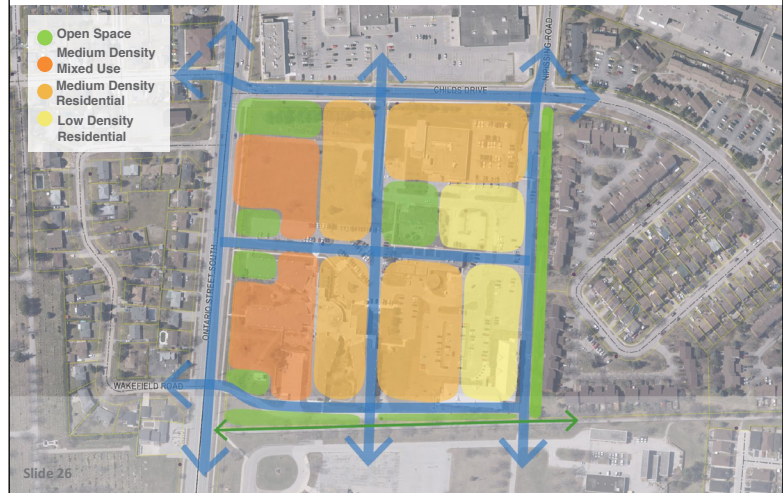 Open Space
Medium Density
Mixed Use
Medium Density
Residential
Low Density
Residential
CHILDS DRIVE
ONTARIO STREET SOUTH
WAKEFIELD ROAD
Slide 26